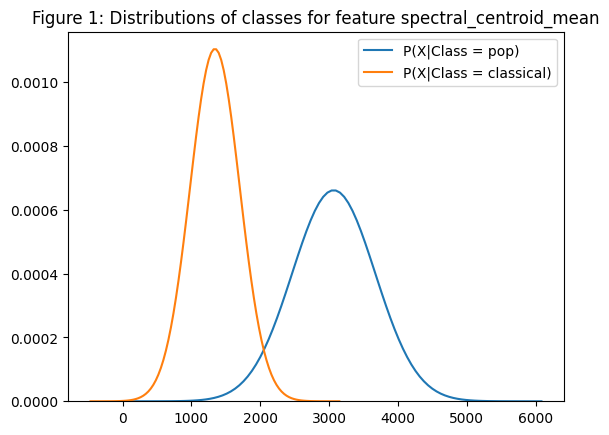 Figure 1: Distributions of classes for feature spectral_centroid_mean
P(X|Class = pop)
P(X|Class = classical)
0.0010
0.0008
0.0006
0.0004
0.0002
0.0000
0 1000 2000 3000 4000 5000 6000